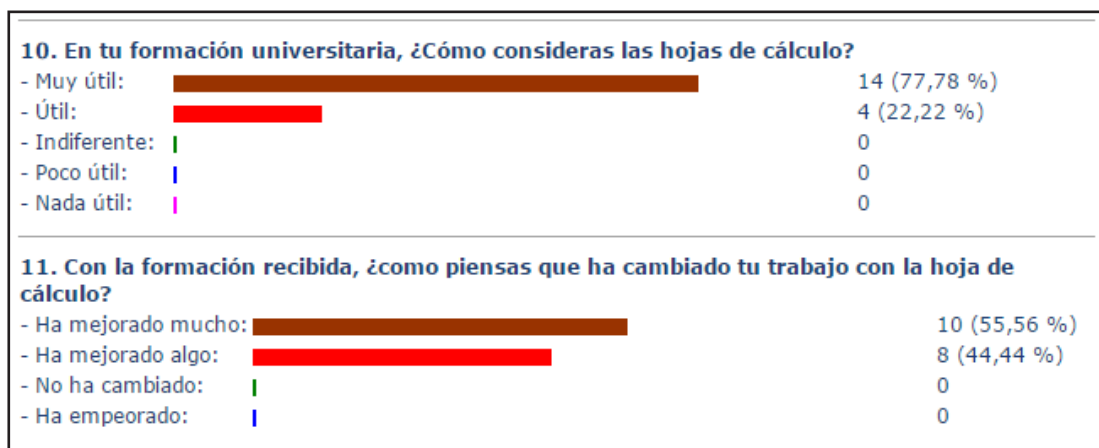 10. En tu formación universitaria, ¿Cómo consideras las hojas de cálculo?
- Muy útil: 14 (77,78 %)
- Útil: 4 (22,22 %)
- Indiferente: 0
- Poco útil: 0
- Nada útil: 0
11. Con la formación recibida, ¿como piensas que ha cambiado tu trabajo con la hoja de
cálculo?
- Ha mejorado mucho: 10 (55,56 %)
- Ha mejorado algo: 8 (44,44 %)
- No ha cambiado: 0
- Ha empeorado: 0